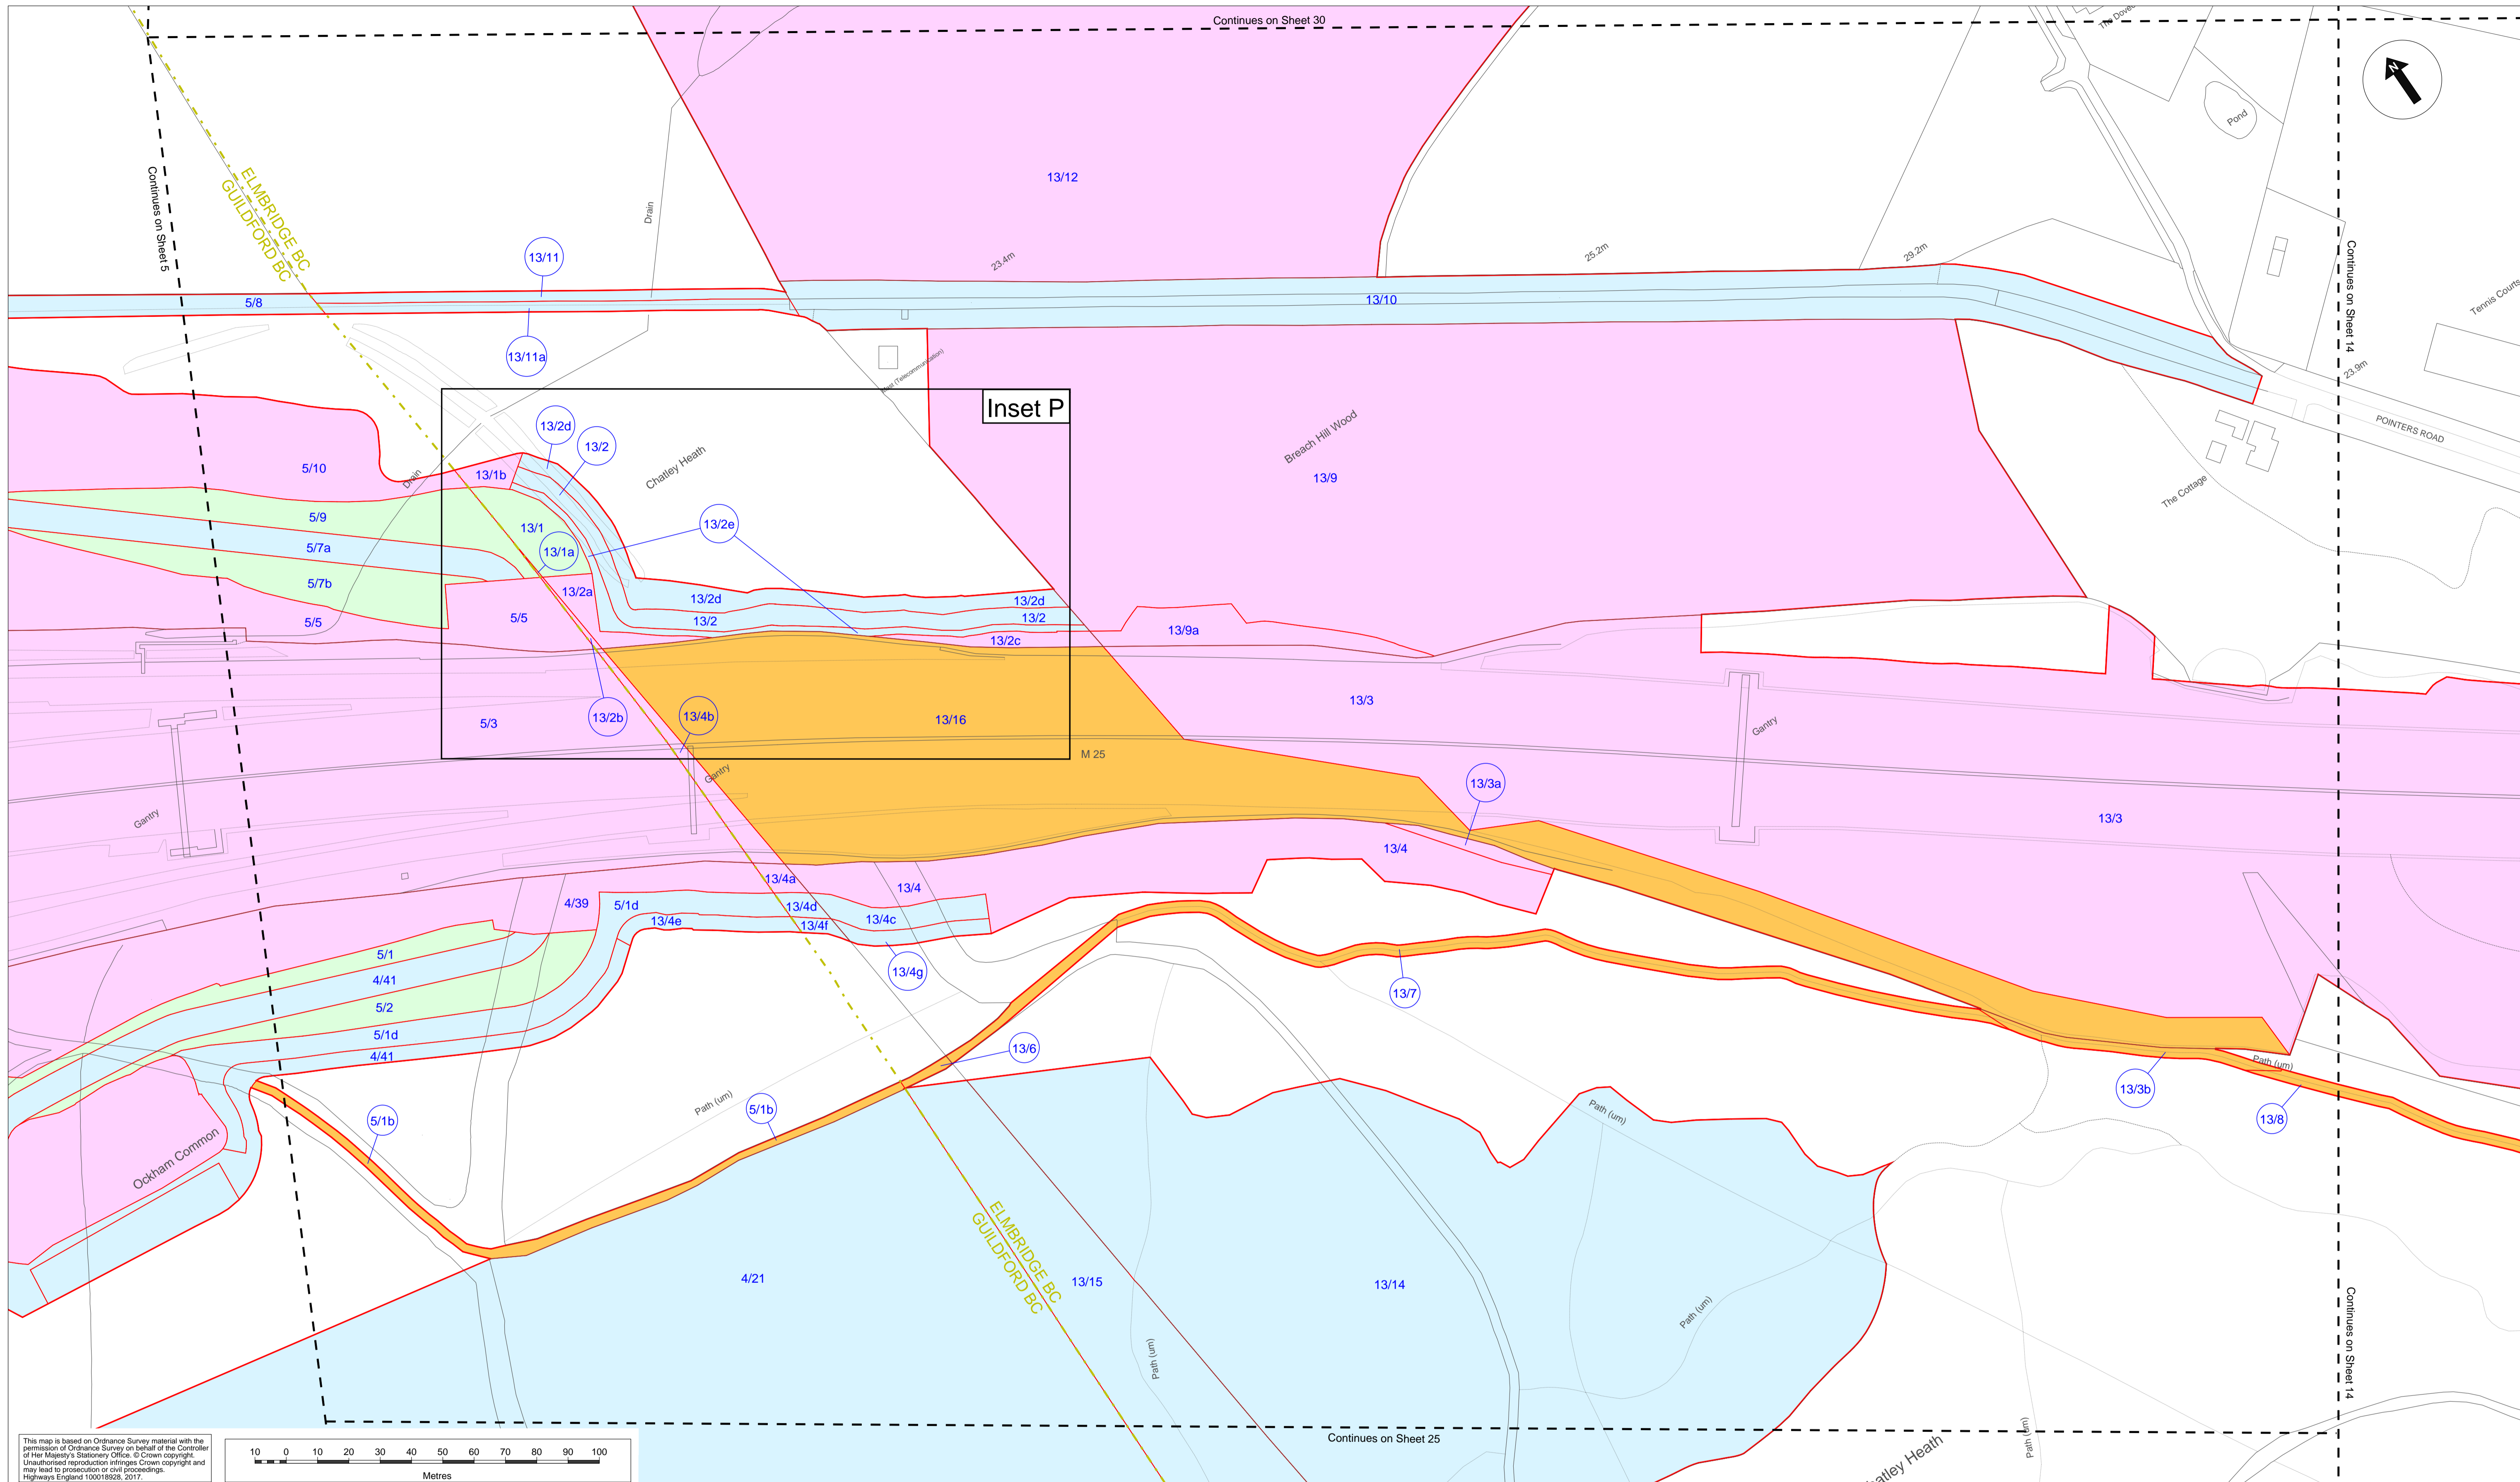 Continues on Sheet 30
N
Pond
13/12
Continues on Sheet 5
ELMBRIDGE BC
GUILDFORD BC
Drain
23.4m
25.2m
29.2m
Continues on Sheet 14
Tennis Courts
13/11
5/8
13/10
13/11a
23.9m
POINTERS ROAD
Inset P
Breach Hill Wood
The Cottage
13/2d
13/2
Chatley Heath
5/10
Drain
13/1b
13/9
5/9
13/1
13/2e
5/7a
13/1a
5/7b
13/2a
13/2d
13/2d
5/5
5/5
13/2
13/2
13/2c
13/9a
5/3
13/2b
13/4b
13/16
13/3
Gantry
M 25
Gantry
Gantry
13/3a
13/3
13/4
13/4a
13/4
4/39
5/1d
13/4d
13/4e
13/4f
13/4c
5/1
4/41
13/4g
13/7
5/2
5/1d
4/41
13/6
Path (um)
13/3b
13/8
Path (um)
5/1b
5/1b
Path (um)
Ockham Common
ELMBRIDGE BC
GUILDFORD BC
4/21
13/15
13/14
Path (um)
Path (um)
Path (um)
Continues on Sheet 14
Continues on Sheet 25
This map is based on Ordnance Survey material with the
permission of Ordnance Survey on behalf of the Controller
of Her Majesty's Stationery Office. © Crown copyright.
Unauthorised reproduction infringes Crown copyright and
may lead to prosecution or civil proceedings.
Highways England 100018928, 2017.
10 0 10 20 30 40 50 60 70 80 90 100
Metres